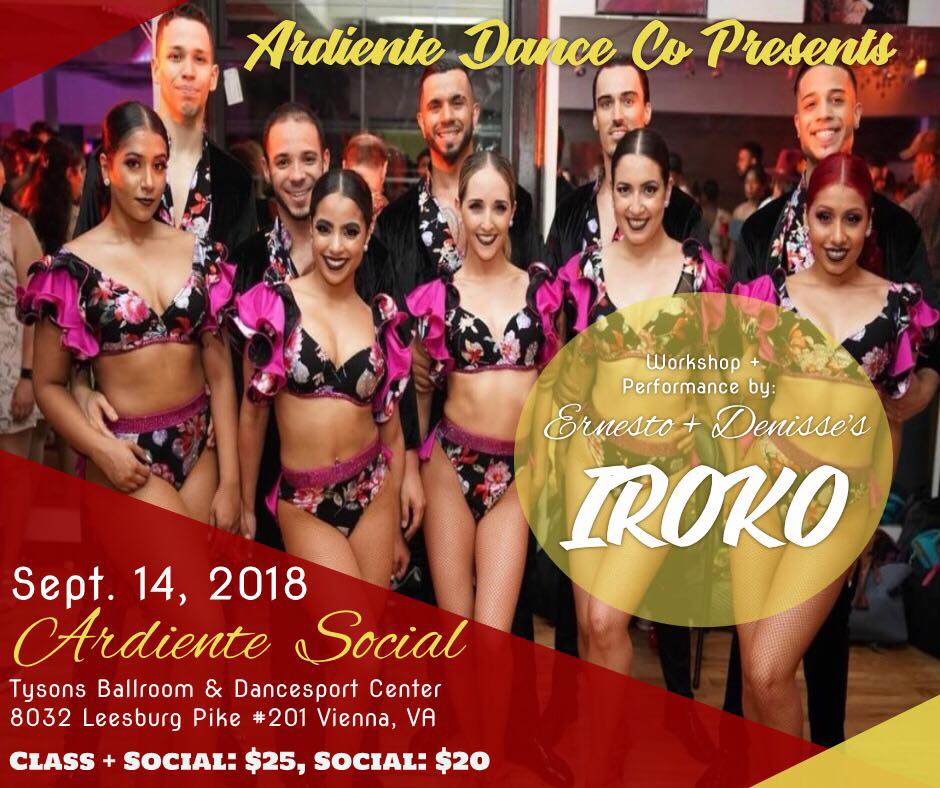 Ardiente Dance Co Presents
Workshop +
Performance by:
Ernesto + Denisse's
IROKO
Sept. 14, 2018
Ardiente Social
Tysons Ballroom & Dancesport Center
8032 Leesburg Pike #201 Vienna, VA
CLASS + SOCIAL: $25, SOCIAL: $20